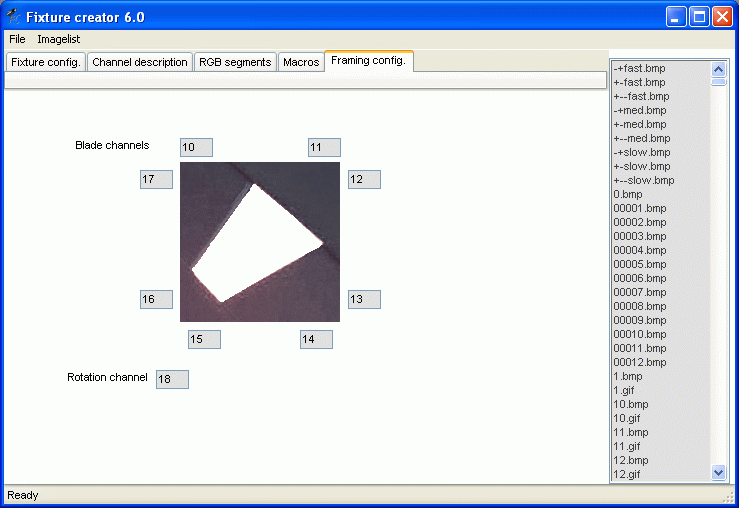 Fixture creator 6.0
File Imagelist
Fixture config. Channel description RGB segments Macros Framing config.
Blade channels 10 11
17 12
16 13
15 14
Rotation channel 18
-+fast.bmp
+-fast.bmp
+--fast.bmp
-+med.bmp
+-med.bmp
+--med.bmp
-+slow.bmp
+-slow.bmp
+--slow.bmp
0.bmp
00001.bmp
00002.bmp
00003.bmp
00004.bmp
00005.bmp
00006.bmp
00007.bmp
00008.bmp
00009.bmp
00010.bmp
00011.bmp
00012.bmp
1.bmp
1.gif
10.bmp
10.gif
11.bmp
11.gif
12.bmp
12.gif
Ready